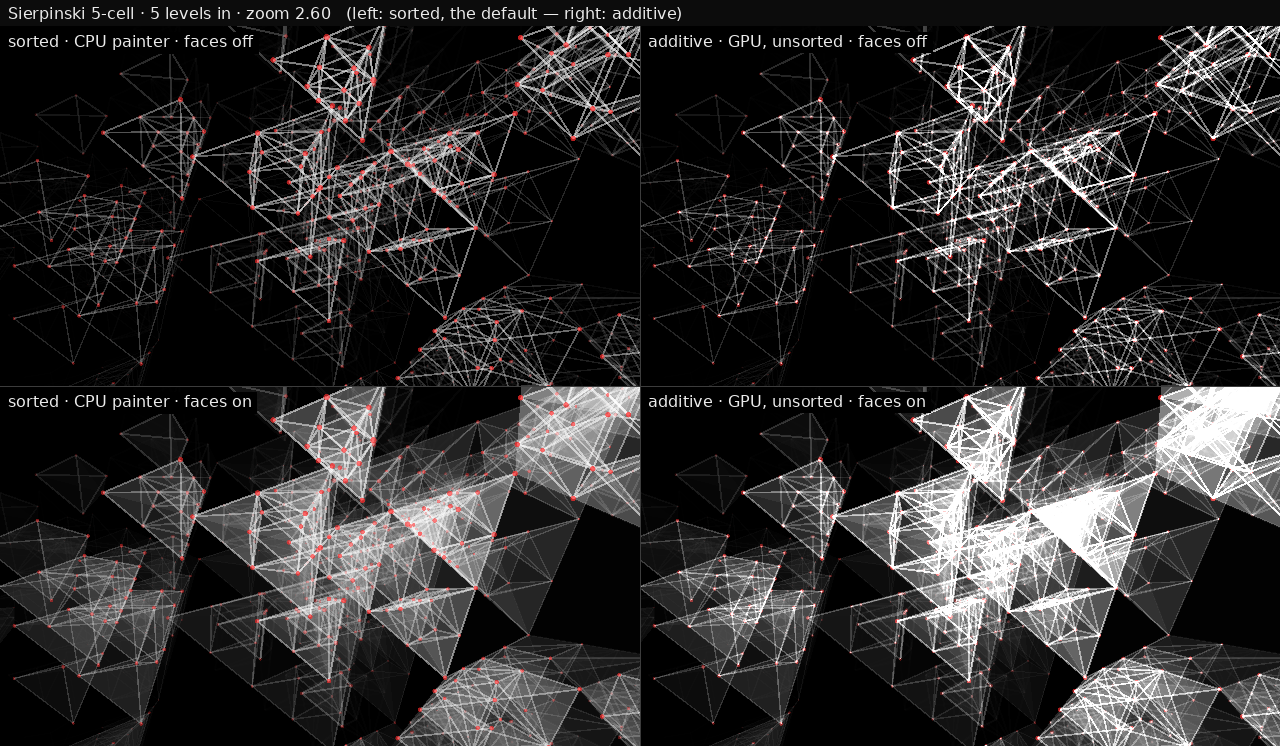 Sierpinski 5-cell · 5 levels in · zoom 2.60   (left: sorted, the default — right: additive)
sorted · CPU painter · faces off
additive · GPU, unsorted · faces off
sorted · CPU painter · faces on
additive · GPU, unsorted · faces on